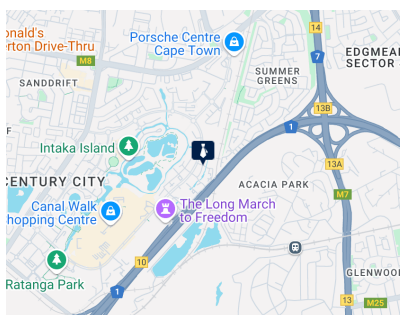 onald's
erton Drive-Thru
Porsche Centre
Cape Town
14
EDGMEAD
SECTOR
M8
7
SANDDRIFT
SUMMER
GREENS
13B
1
F
Intaka Island
13A
CENTURY CITY
ACACIA PARK
M7
Canal Walk
hopping Centre
The Long March
to Freedom
10
GLENWOO
Ratanga Park
1
13
M25